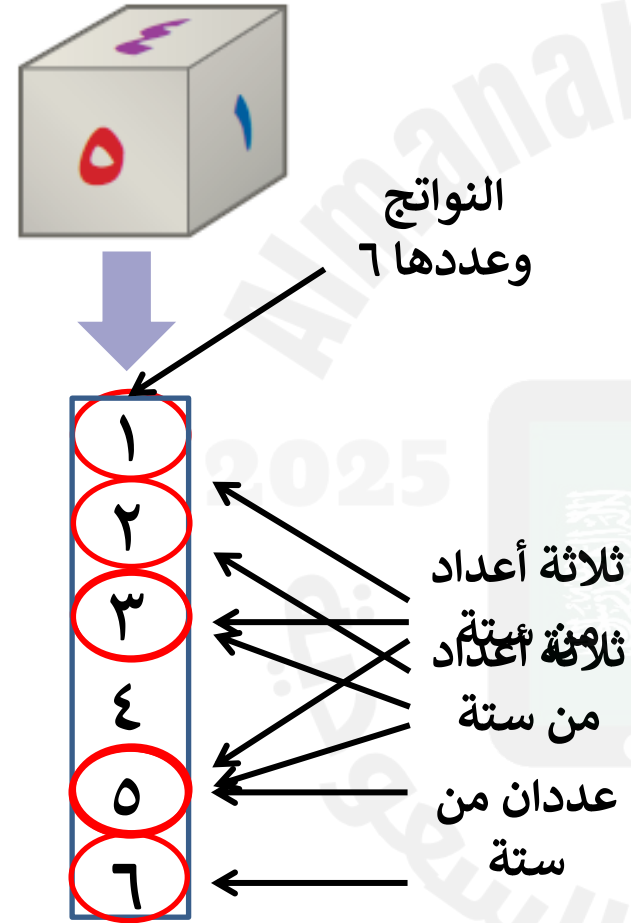 ٤
٥
١
النواتج
وعددها ٦
١
٢
٣
٤
٥
٦
ثلاثة أعداد
من ستة
ثلاثة أعداد
من ستة
عددان من
ستة
2025